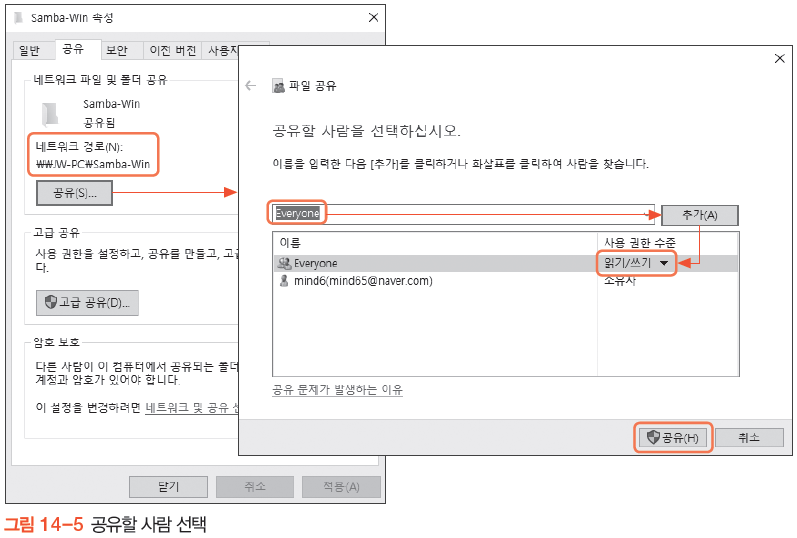 Samba-Win 속성
일반 공유 보안 이전 버전 사용자
네트워크 파일 및 폴더 공유
Samba-Win
공유됨
네트워크 경로(N):
₩₩JW-PC₩Samba-Win
공유(S)...
고급 공유
사용 권한을 설정하고, 공유를 만들고, 고급
다.
고급 공유(D)...
암호 보호
다른 사람이 이 컴퓨터에서 공유되는 폴더
계정과 암호가 있어야 합니다.
이 설정을 변경하려면 네트워크 및 공유 센
닫기 취소 적용(A)
파일 공유
공유할 사람을 선택하십시오.
이름을 입력한 다음 [추가]를 클릭하거나 화살표를 클릭하여 사람을 찾습니다.
Everyone 추가(A)
이름 사용 권한 수준
Everyone 읽기/쓰기
mind6(mind65@naver.com) 소유자
공유 문제가 발생하는 이유
공유(H) 취소
그림 14-5 공유할 사람 선택